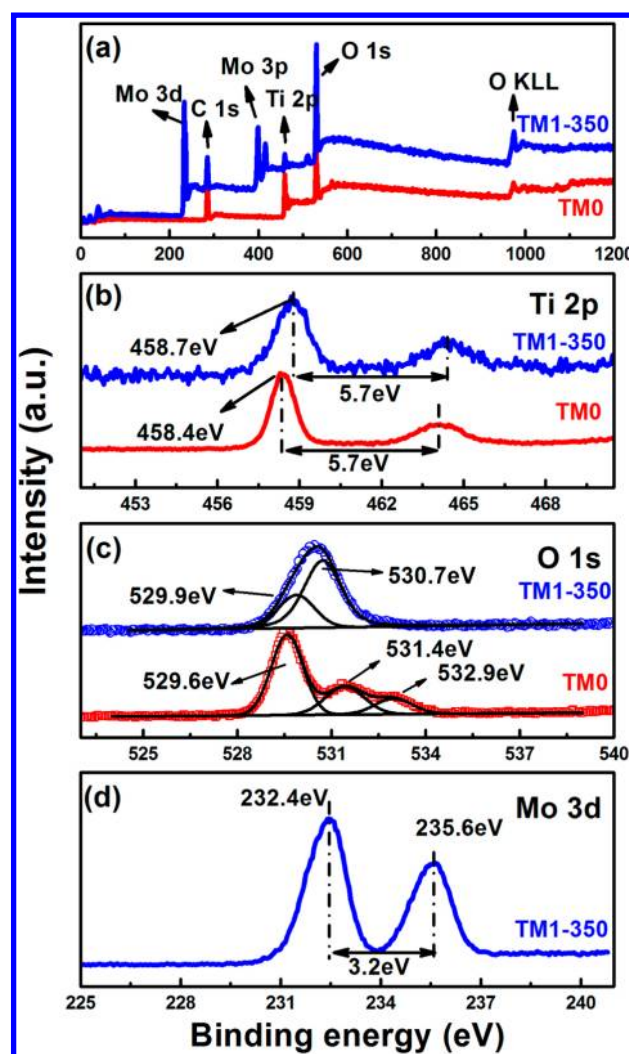 (a)
O 1s
Mo 3p
Mo 3d
C 1s
Ti 2p
O KLL
TM1-350
TM0
0 200 400 600 800 1000 1200
(b)
Ti 2p
458.7eV
TM1-350
5.7eV
458.4eV
TM0
5.7eV
453 456 459 462 465 468
(c)
O 1s
530.7eV
TM1-350
529.9eV
531.4eV
532.9eV
529.6eV
TM0
525 528 531 534 537 540
(d)
232.4eV
Mo 3d
235.6eV
TM1-350
3.2eV
225 228 231 234 237 240
Binding energy (eV)
Intensity (a.u.)